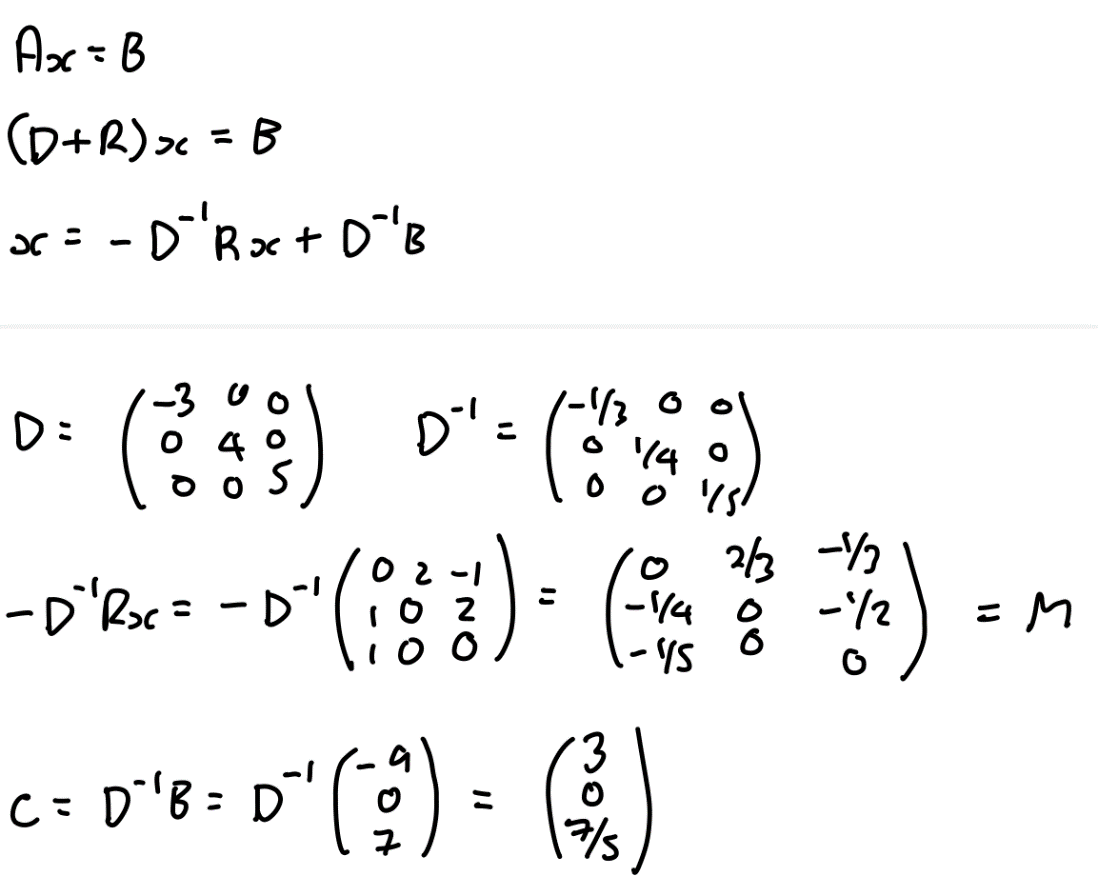 Ax = B
(D+R)x = B
x = -D⁻¹Rx + D⁻¹B
D = (-3 0 0; 0 4 0; 0 0 5) D⁻¹ = (-1/3 0 0; 0 1/4 0; 0 0 1/5)
-D⁻¹Rx = -D⁻¹(0 2 -1; 1 0 2; 1 0 0) = (0 2/3 -1/3; -1/4 0 -1/2; -1/5 0 0) = M
C = D⁻¹B = D⁻¹(-9; 0; 7) = (3; 0; 7/5)